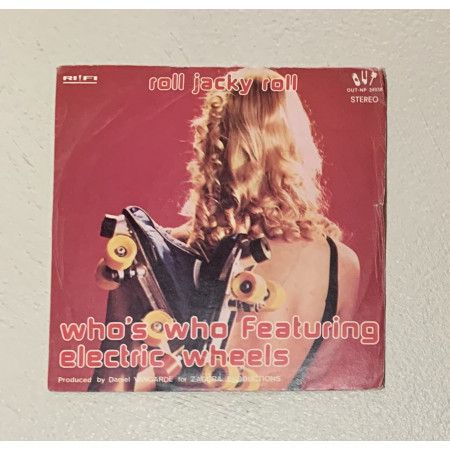 RI-FI
roll jacky roll
OUT
STEREO
who's who featuring
electric wheels
Produced by Daniel VANGARDE for ZAGORA PRODUCTIONS